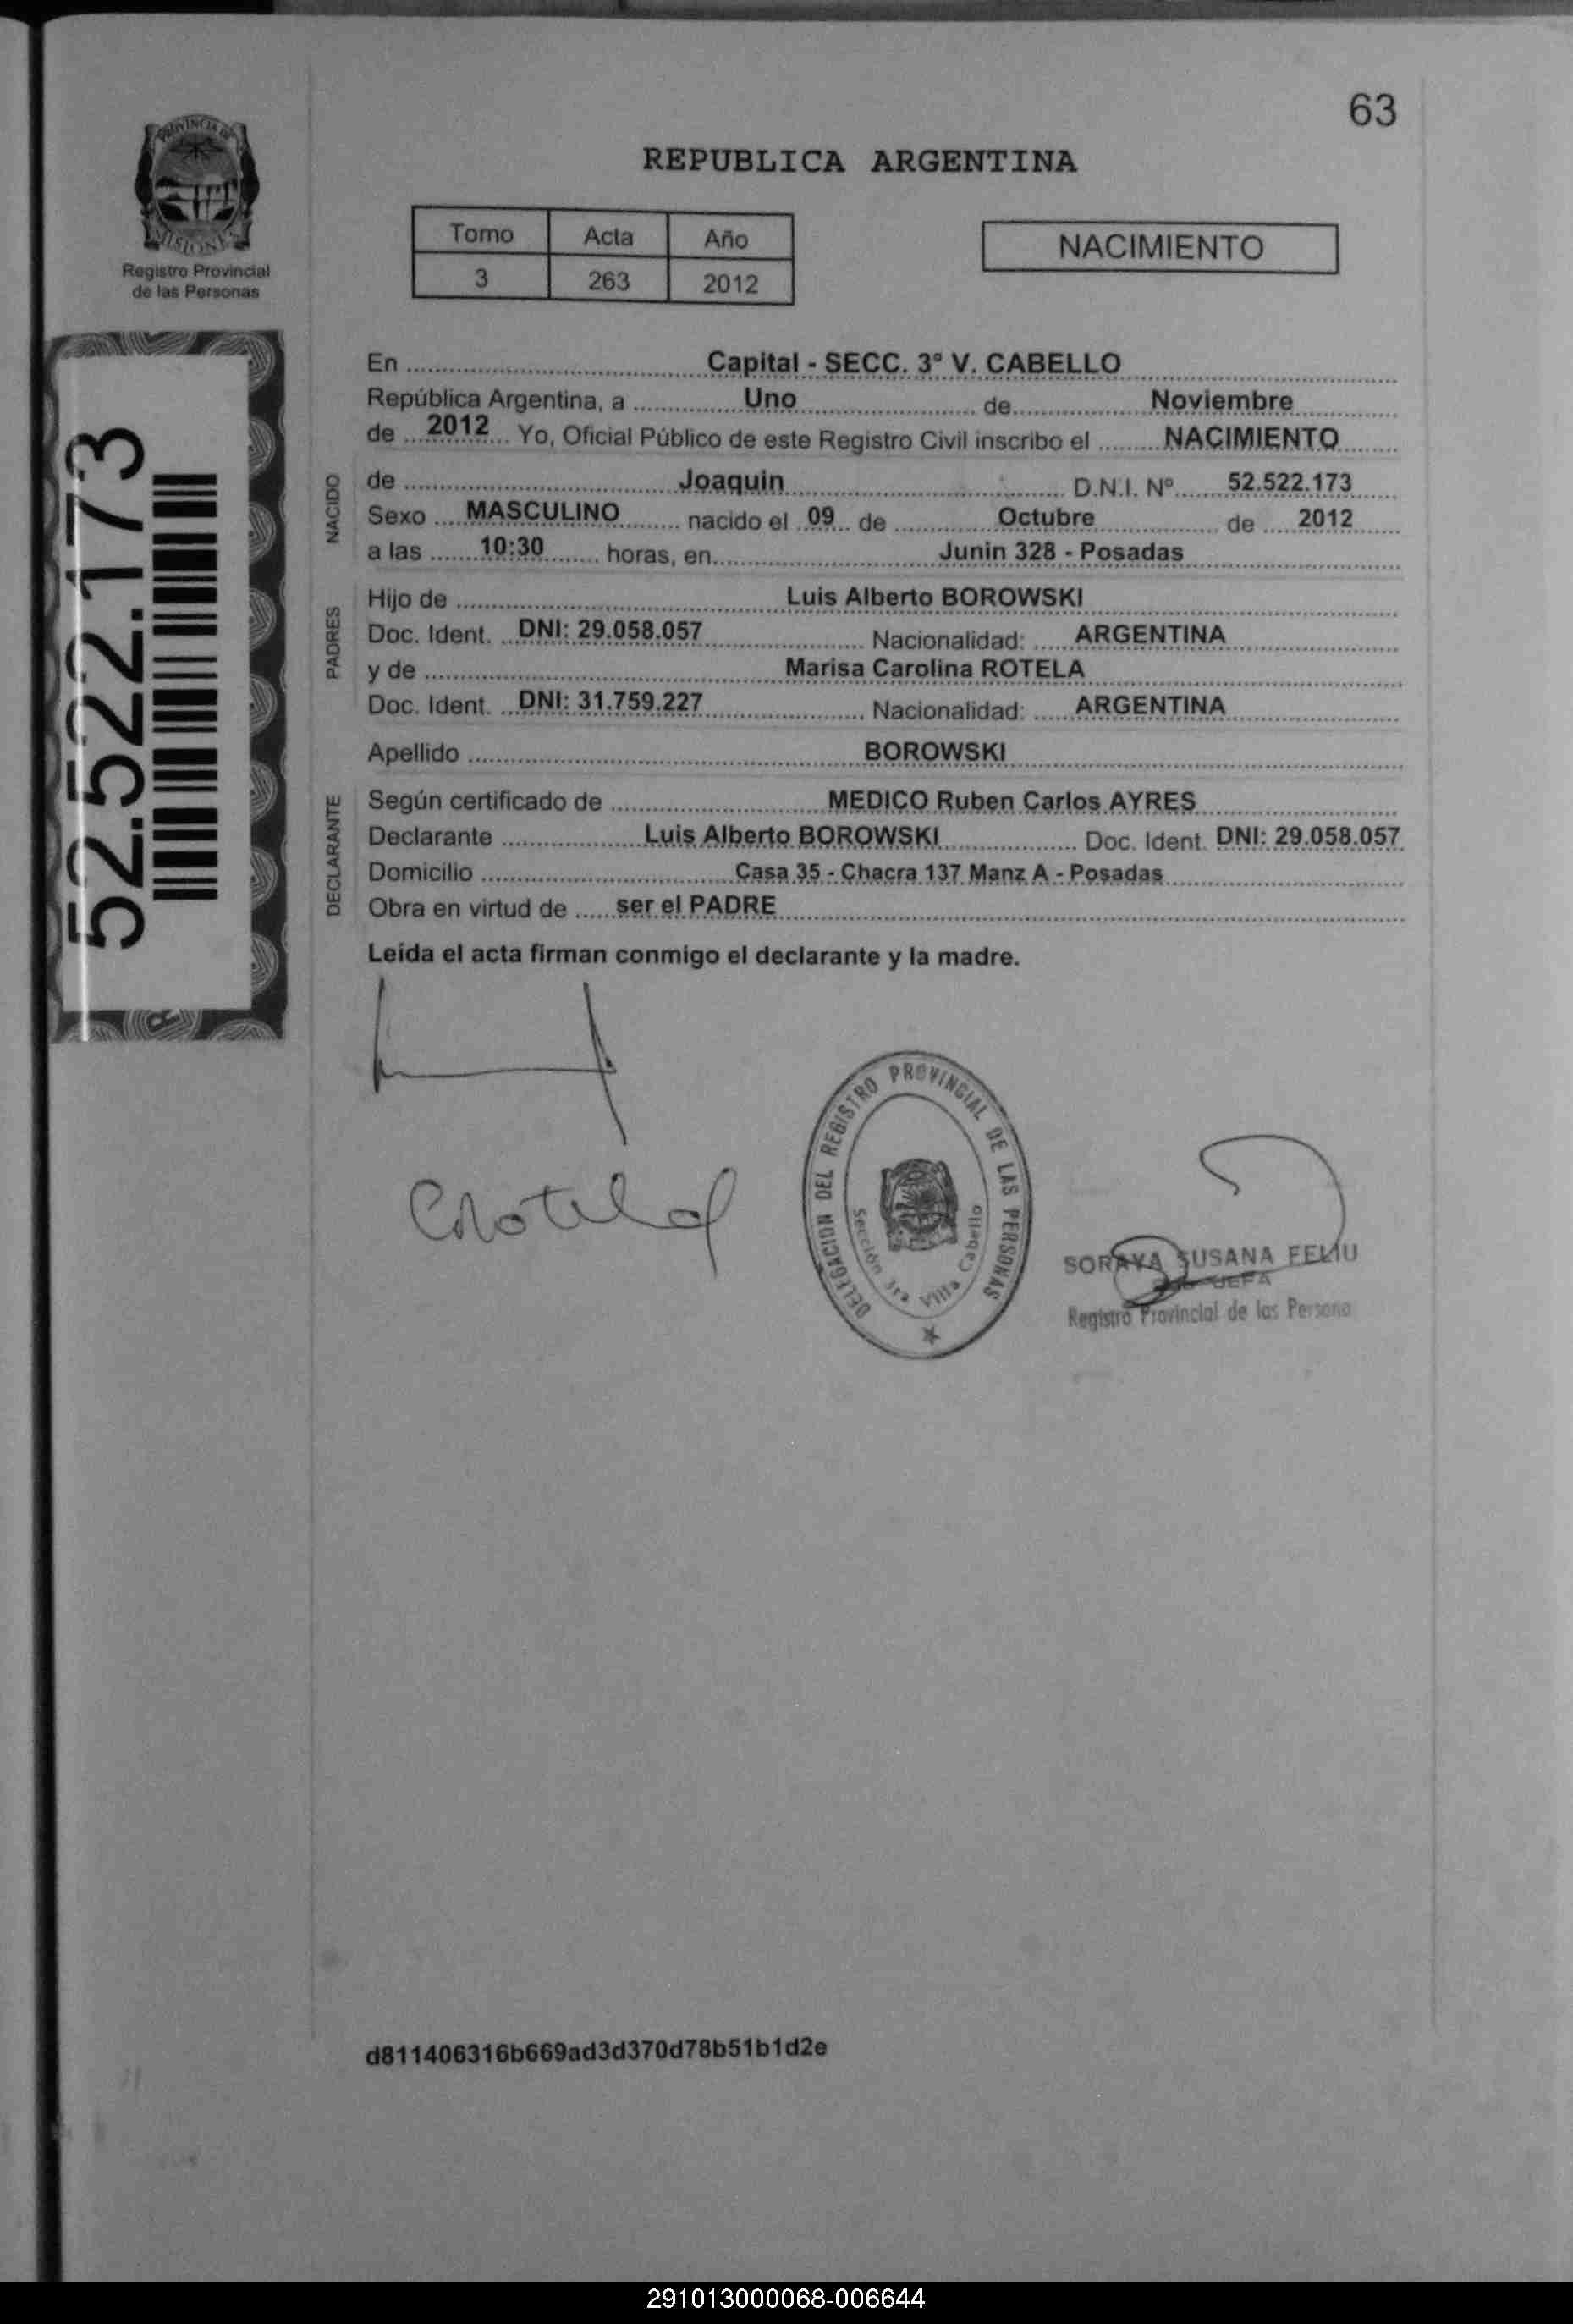 63
PROVINCIA DE
MISIONES
Registro Provincial
de las Personas
REPUBLICA ARGENTINA
Tomo Acta Año
3 263 2012
NACIMIENTO
52.522.173
En Capital - SECC. 3° V. CABELLO
República Argentina, a Uno de Noviembre
de 2012 Yo, Oficial Público de este Registro Civil inscribo el NACIMIENTO
NACIDO
de Joaquin D.N.I. Nº 52.522.173
Sexo MASCULINO nacido el 09 de Octubre de 2012
a las 10:30 horas, en Junin 328 - Posadas
PADRES
Hijo de Luis Alberto BOROWSKI
Doc. Ident. DNI: 29.058.057 Nacionalidad: ARGENTINA
y de Marisa Carolina ROTELA
Doc. Ident. DNI: 31.759.227 Nacionalidad: ARGENTINA
Apellido BOROWSKI
DECLARANTE
Según certificado de MEDICO Ruben Carlos AYRES
Declarante Luis Alberto BOROWSKI Doc. Ident. DNI: 29.058.057
Domicilio Casa 35 - Chacra 137 Manz A - Posadas
Obra en virtud de ser el PADRE
Leída el acta firman conmigo el declarante y la madre.
DELEGACION DEL REGISTRO PROVINCIAL DE LAS PERSONAS
Sección 3ra Villa Cabello
SORAYA SUSANA FELIU
Registro Provincial de las Persona
d811406316b669ad3d370d78b51b1d2e
291013000068-006644